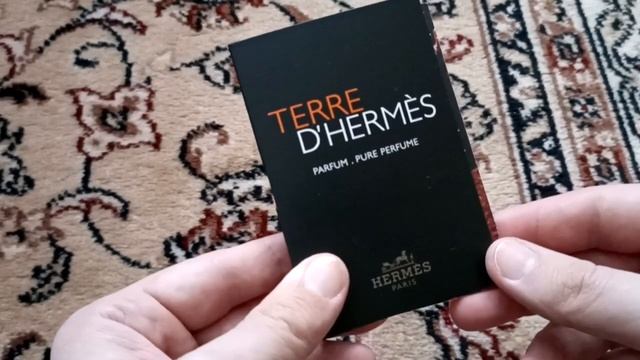 TERRE
D'HERMÈS
PARFUM . PURE PERFUME
HERMÈS
PARIS